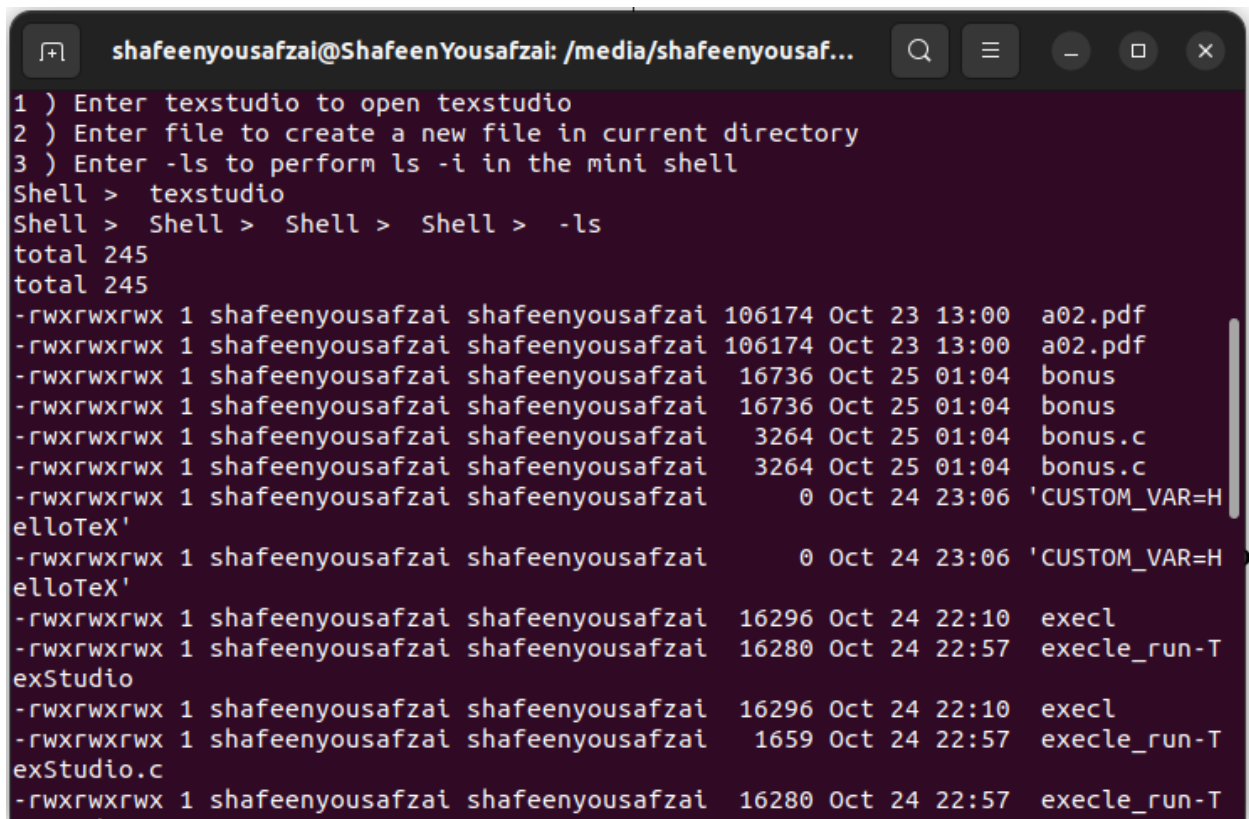 shafeenyousafzai@ShafeenYousafzai: /media/shafeenyousaf...
1 ) Enter texstudio to open texstudio
2 ) Enter file to create a new file in current directory
3 ) Enter -ls to perform ls -i in the mini shell
Shell >  texstudio
Shell >  Shell >  Shell >  Shell >  -ls
total 245
total 245
-rwxrwxrwx 1 shafeenyousafzai shafeenyousafzai 106174 Oct 23 13:00  a02.pdf
-rwxrwxrwx 1 shafeenyousafzai shafeenyousafzai 106174 Oct 23 13:00  a02.pdf
-rwxrwxrwx 1 shafeenyousafzai shafeenyousafzai  16736 Oct 25 01:04  bonus
-rwxrwxrwx 1 shafeenyousafzai shafeenyousafzai  16736 Oct 25 01:04  bonus
-rwxrwxrwx 1 shafeenyousafzai shafeenyousafzai   3264 Oct 25 01:04  bonus.c
-rwxrwxrwx 1 shafeenyousafzai shafeenyousafzai   3264 Oct 25 01:04  bonus.c
-rwxrwxrwx 1 shafeenyousafzai shafeenyousafzai      0 Oct 24 23:06 'CUSTOM_VAR=H
elloTeX'
-rwxrwxrwx 1 shafeenyousafzai shafeenyousafzai      0 Oct 24 23:06 'CUSTOM_VAR=H
elloTeX'
-rwxrwxrwx 1 shafeenyousafzai shafeenyousafzai  16296 Oct 24 22:10  execl
-rwxrwxrwx 1 shafeenyousafzai shafeenyousafzai  16280 Oct 24 22:57  execle_run-T
exStudio
-rwxrwxrwx 1 shafeenyousafzai shafeenyousafzai  16296 Oct 24 22:10  execl
-rwxrwxrwx 1 shafeenyousafzai shafeenyousafzai   1659 Oct 24 22:57  execle_run-T
exStudio.c
-rwxrwxrwx 1 shafeenyousafzai shafeenyousafzai  16280 Oct 24 22:57  execle_run-T